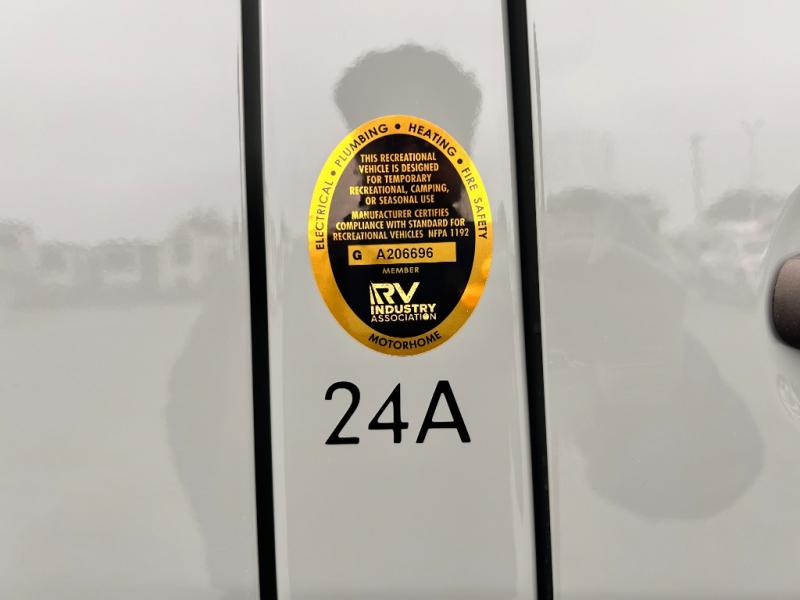 ELECTRICAL • PLUMBING • HEATING • FIRE SAFETY
THIS RECREATIONAL
VEHICLE IS DESIGNED
FOR TEMPORARY
RECREATIONAL, CAMPING,
OR SEASONAL USE
MANUFACTURER CERTIFIES
COMPLIANCE WITH STANDARD FOR
RECREATIONAL VEHICLES NFPA 1192
G A206696
MEMBER
RV
INDUSTRY
ASSOCIATION
MOTORHOME
24A